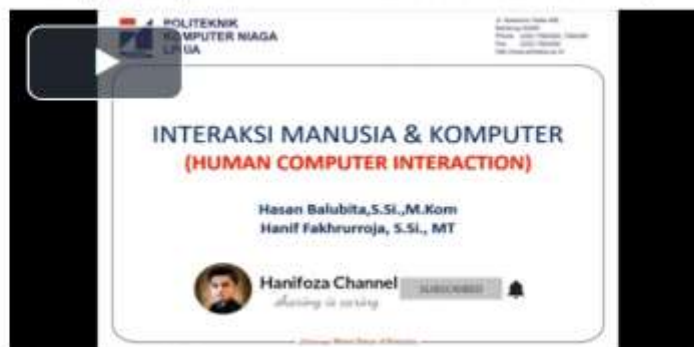 POLITEKNIK
KOMPUTER NIAGA
LPKIA
INTERAKSI MANUSIA & KOMPUTER
(HUMAN COMPUTER INTERACTION)
Hasan Balubita,S.Si.,M.Kom
Hanif Fakhrurroja, S.Si., MT
Hanifoza Channel
sharing is caring
SUBSCRIBED